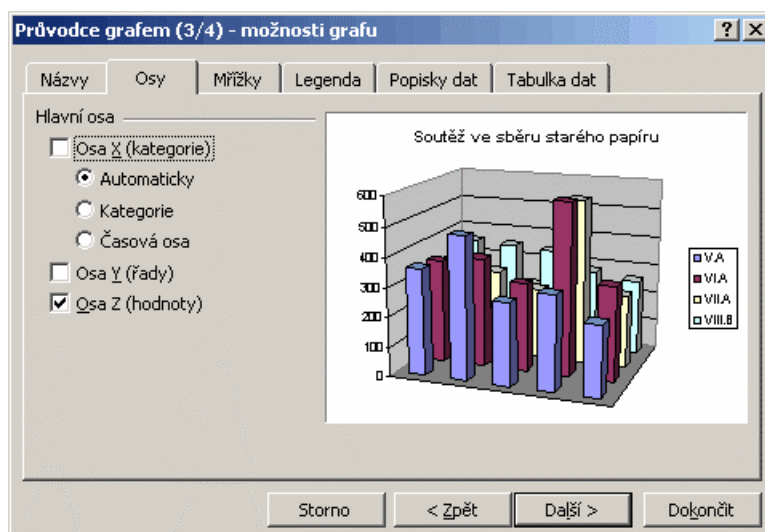 Průvodce grafem (3/4) - možnosti grafu
Názvy
Osy
Mřížky
Legenda
Popisky dat
Tabulka dat
Hlavní osa
Osa X (kategorie)
Automaticky
Kategorie
Časová osa
Osa Y (řady)
Osa Z (hodnoty)
Soutěž ve sběru starého papíru
600
500
400
300
200
100
0
V.A
VI.A
VII.A
VIII.B
Storno
< Zpět
Další >
Dokončit